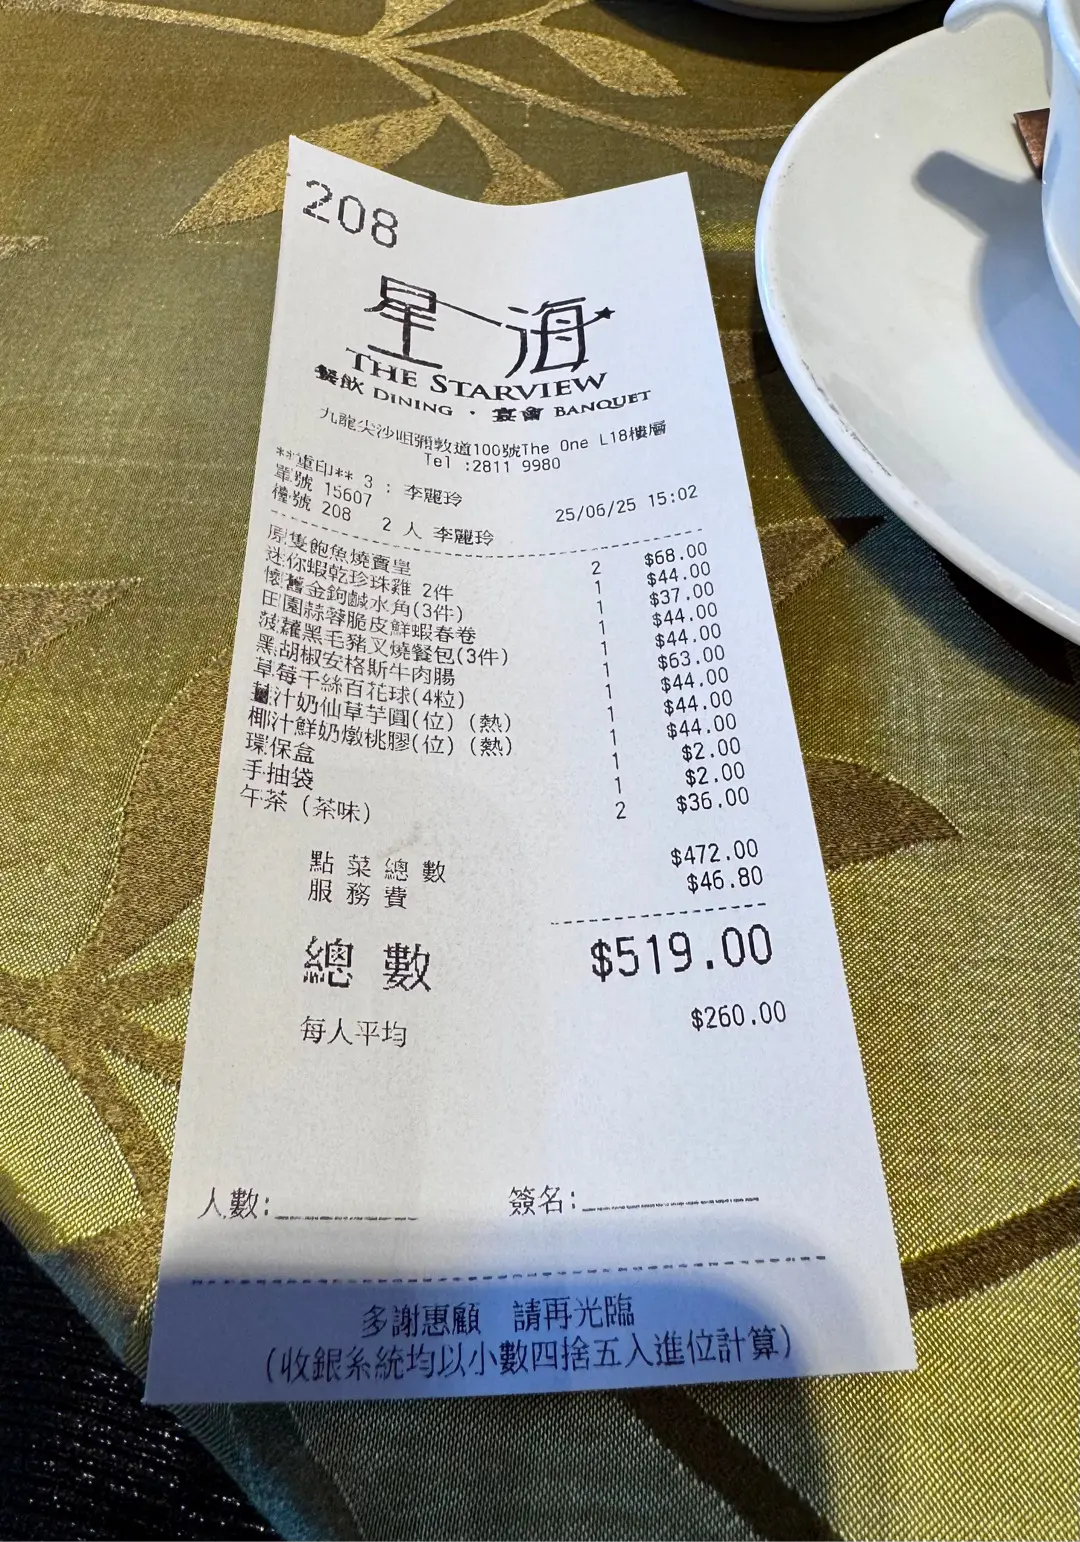 208
星海
THE STARVIEW
餐飲 DINING · 宴會 BANQUET
九龍尖沙咀彌敦道100號The One L18樓層
Tel :2811 9980
**重印** 3 : 李麗玲
單號 15607 25/06/25 15:02
檯號 208 2 人 李麗玲
原隻鮑魚燒賣皇 2 $68.00
迷你蝦乾珍珠雞 2件 1 $44.00
懷舊金鉤鹹水角(3件) 1 $37.00
田園蒜蓉脆皮鮮蝦春卷 1 $44.00
菠蘿黑毛豬叉燒餐包(3件) 1 $44.00
黑胡椒安格斯牛肉腸 1 $63.00
草莓千絲百花球(4粒) 1 $44.00
薑汁奶仙草芋圓(位) (熱) 1 $44.00
椰汁鮮奶燉桃膠(位) (熱) 1 $44.00
環保盒 1 $2.00
手抽袋 1 $2.00
午茶 (茶味) 2 $36.00
點菜總數 $472.00
服務費 $46.80
總數 $519.00
每人平均 $260.00
人數: 簽名:
多謝惠顧 請再光臨
(收銀系統均以小數四捨五入進位計算)